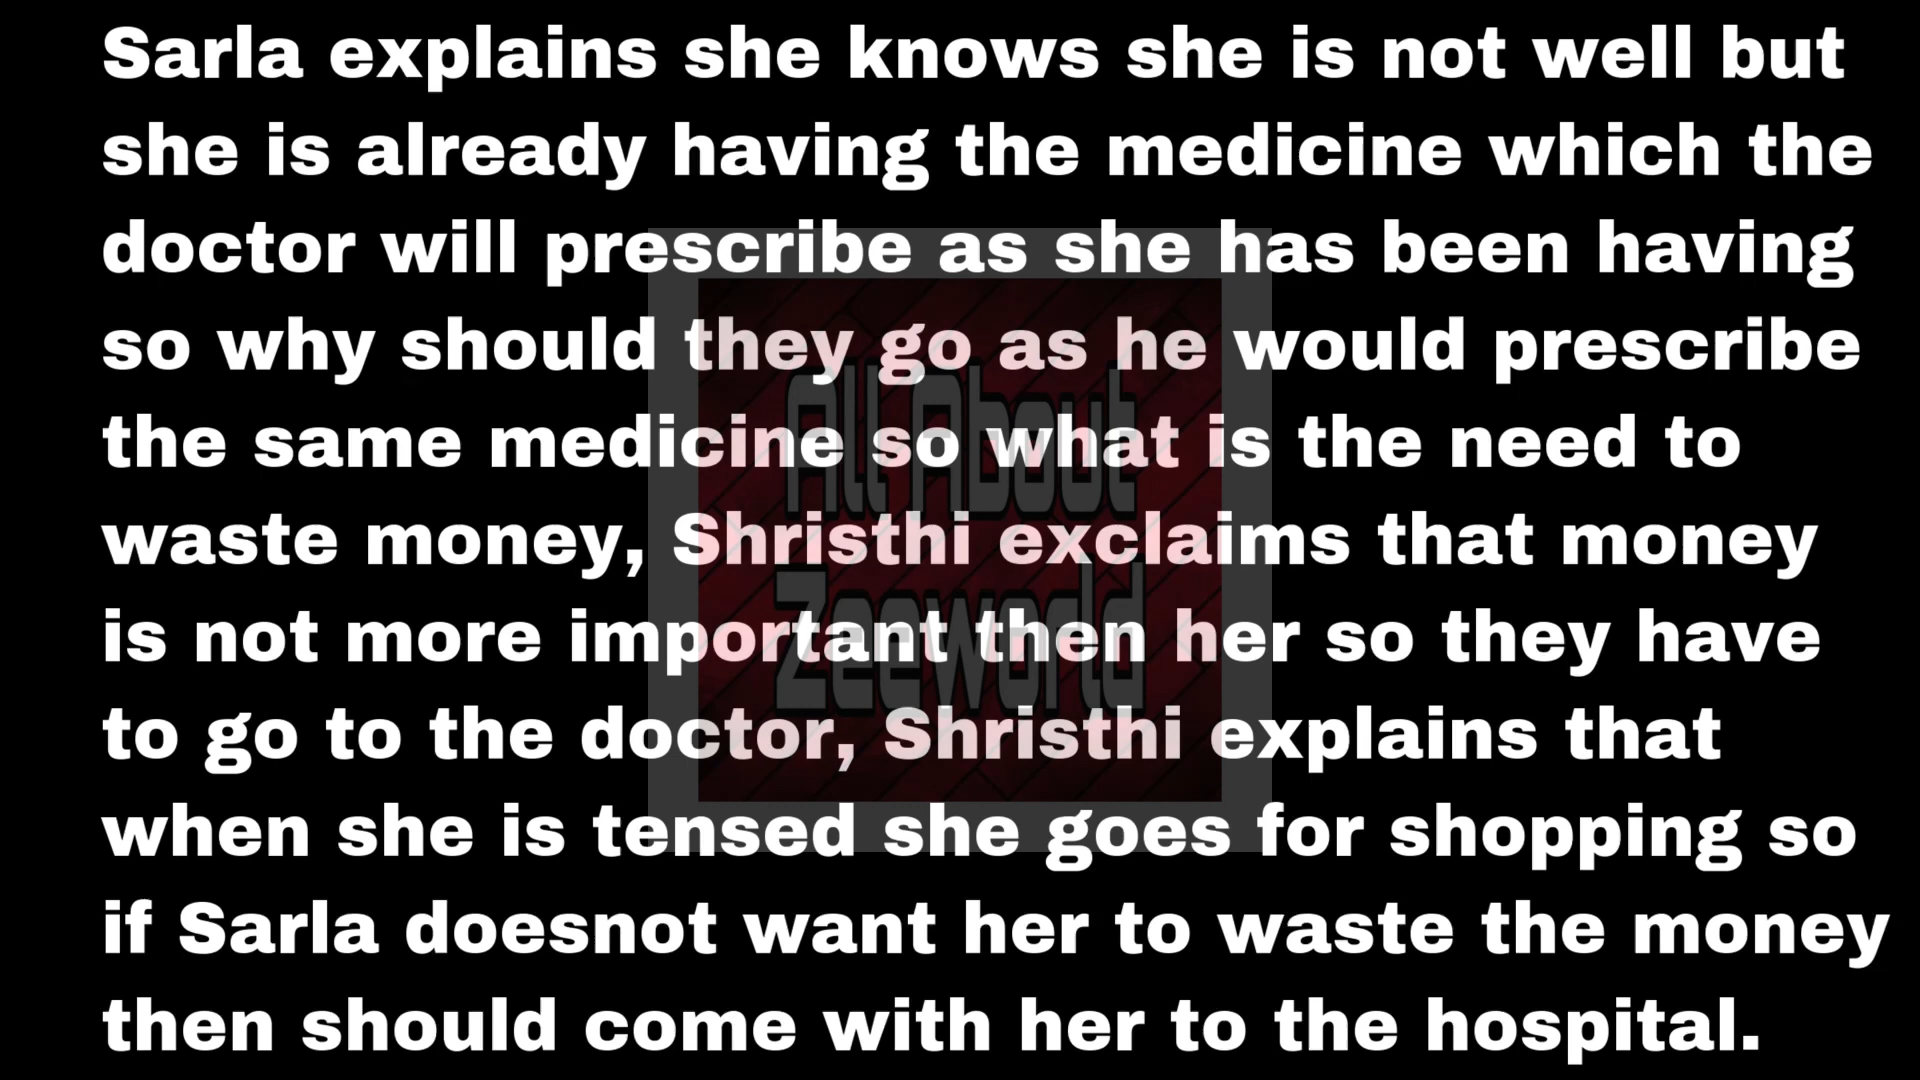 Sarla explains she knows she is not well but
she is already having the medicine which the
doctor will prescribe as she has been having
so why should they go as he would prescribe
the same medicine so what is the need to
waste money, Shristhi exclaims that money
is not more important then her so they have
to go to the doctor, Shristhi explains that
when she is tensed she goes for shopping so
if Sarla doesnot want her to waste the money
then should come with her to the hospital.
All About
ZeeWorld